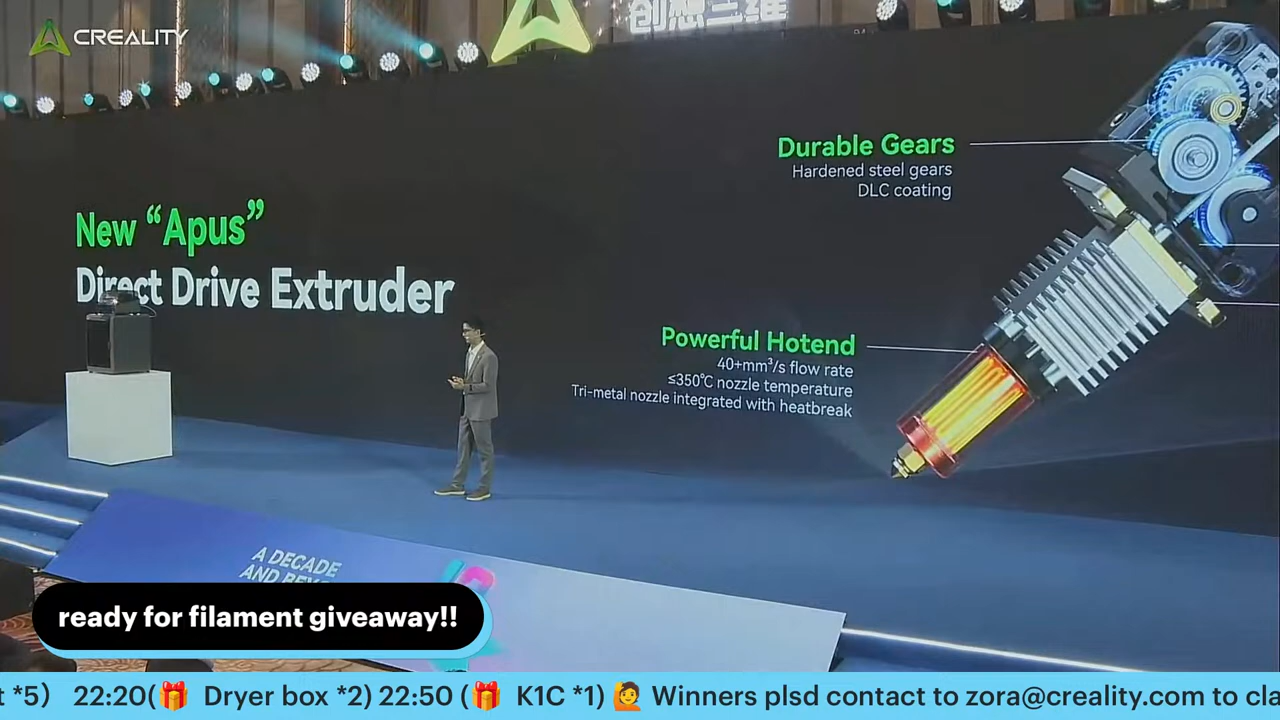 CREALITY
创想三维
Durable Gears
Hardened steel gears
DLC coating
New “Apus”
Direct Drive Extruder
Powerful Hotend
40+mm³/s flow rate
≤350℃ nozzle temperature
Tri-metal nozzle integrated with heatbreak
A DECADE
AND
ready for filament giveaway!!
t *5) 22:20(🎁 Dryer box *2) 22:50 (🎁 K1C *1) 🙋 Winners plsd contact to zora@creality.com to cla